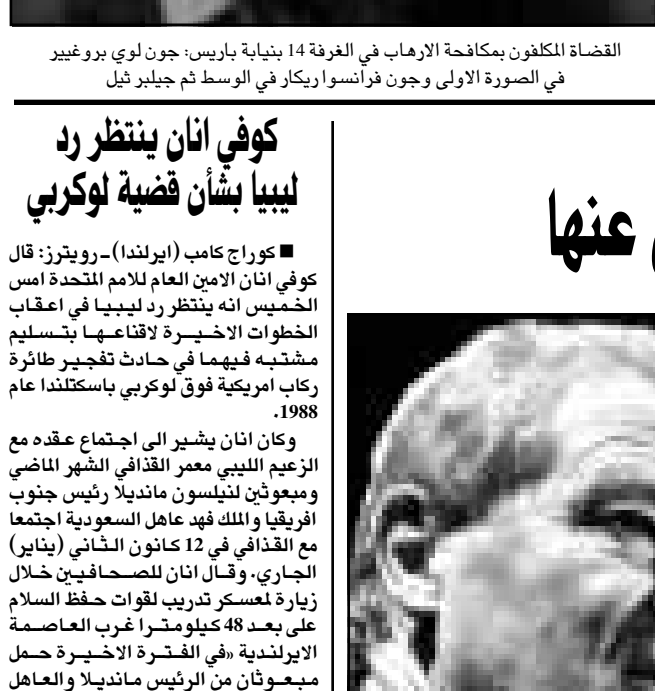 القضاة المكلفون بمكافحة الارهاب في الغرفة 14 بنيابة باريس: جون لوي بروغيير
في الصورة الاولى وجون فرانسوا ريكار في الوسط ثم جيلبر ثيل
كوفي انان ينتظر رد
ليبيا بشأن قضية لوكربي
■ كوراج كامب (ايرلندا) ـ رويترز: قال
كوفي انان الامين العام للامم المتحدة امس
الخميس انه ينتظر رد ليبيا في اعقاب
الخطوات الاخيرة لاقناعها بتسليم
مشتبه فيهما في حادث تفجير طائرة
ركاب امريكية فوق لوكربي باسكتلندا عام
1988.
وكان انان يشير الى اجتماع عقده مع
الزعيم الليبي معمر القذافي الشهر الماضي
ومبعوثين لنيلسون مانديلا رئيس جنوب
افريقيا والملك فهد عاهل السعودية اجتمعا
مع القذافي في 12 كانون الثاني (يناير)
الجاري. وقال انان للصحافيين خلال
زيارة لمعسكر تدريب لقوات حفظ السلام
على بعد 48 كيلومترا غرب العاصمة
الايرلندية «في الفترة الاخيرة حمل
مبعوثان من الرئيس مانديلا والعاهل
عنها